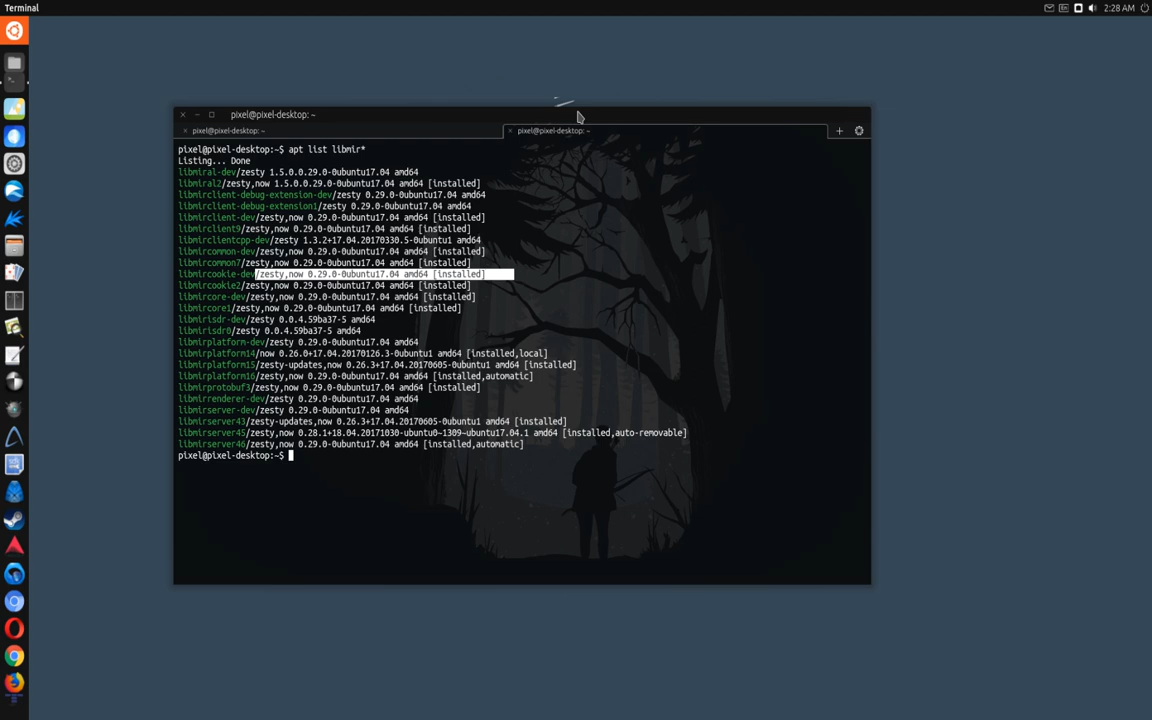 Terminal
En
2:28 AM
pixel@pixel-desktop: ~
pixel@pixel-desktop: ~
pixel@pixel-desktop: ~
pixel@pixel-desktop:~$ apt list libmir*
Listing... Done
libmiral-dev/zesty 1.5.0.0.29.0-0ubuntu17.04 amd64
libmiral2/zesty,now 1.5.0.0.29.0-0ubuntu17.04 amd64 [installed]
libmirclient-debug-extension-dev/zesty 0.29.0-0ubuntu17.04 amd64
libmirclient-debug-extension1/zesty 0.29.0-0ubuntu17.04 amd64
libmirclient-dev/zesty,now 0.29.0-0ubuntu17.04 amd64 [installed]
libmirclient9/zesty,now 0.29.0-0ubuntu17.04 amd64 [installed]
libmirclientcpp-dev/zesty 1.3.2+17.04.20170330.5-0ubuntu1 amd64
libmircommon-dev/zesty,now 0.29.0-0ubuntu17.04 amd64 [installed]
libmircommon7/zesty,now 0.29.0-0ubuntu17.04 amd64 [installed]
libmircookie-dev/zesty,now 0.29.0-0ubuntu17.04 amd64 [installed]
libmircookie2/zesty,now 0.29.0-0ubuntu17.04 amd64 [installed]
libmircore-dev/zesty,now 0.29.0-0ubuntu17.04 amd64 [installed]
libmircore1/zesty,now 0.29.0-0ubuntu17.04 amd64 [installed]
libmirisdr-dev/zesty 0.0.4.59ba37-5 amd64
libmirisdr0/zesty 0.0.4.59ba37-5 amd64
libmirplatform-dev/zesty 0.29.0-0ubuntu17.04 amd64
libmirplatform14/now 0.26.0+17.04.20170126.3-0ubuntu1 amd64 [installed,local]
libmirplatform15/zesty-updates,now 0.26.3+17.04.20170605-0ubuntu1 amd64 [installed]
libmirplatform16/zesty,now 0.29.0-0ubuntu17.04 amd64 [installed,automatic]
libmirprotobuf3/zesty,now 0.29.0-0ubuntu17.04 amd64 [installed]
libmirrenderer-dev/zesty 0.29.0-0ubuntu17.04 amd64
libmirserver-dev/zesty 0.29.0-0ubuntu17.04 amd64
libmirserver43/zesty-updates,now 0.26.3+17.04.20170605-0ubuntu1 amd64 [installed]
libmirserver45/zesty,now 0.28.1+18.04.20171030-ubuntu0~1309~ubuntu17.04.1 amd64 [installed,auto-removable]
libmirserver46/zesty,now 0.29.0-0ubuntu17.04 amd64 [installed,automatic]
pixel@pixel-desktop:~$